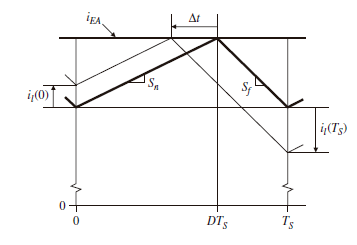 i_EA
Δt
S_n
S_f
i_l(0)
i_l(T_S)
0
0
DT_S
T_S